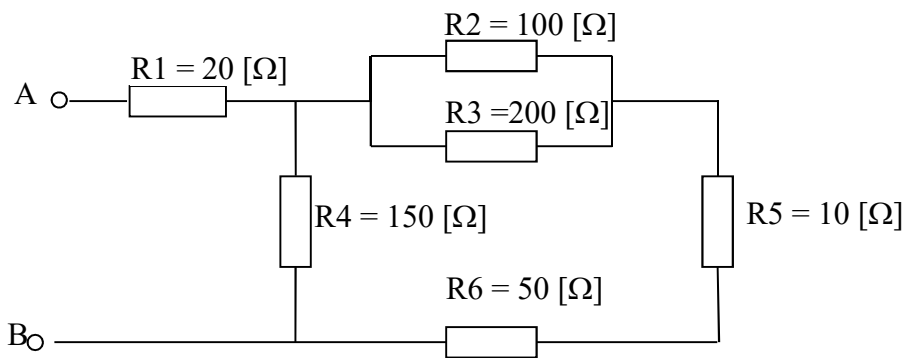 R2 = 100 [Ω]
R1 = 20 [Ω]
A
R3 =200 [Ω]
R4 = 150 [Ω]
R5 = 10 [Ω]
R6 = 50 [Ω]
B